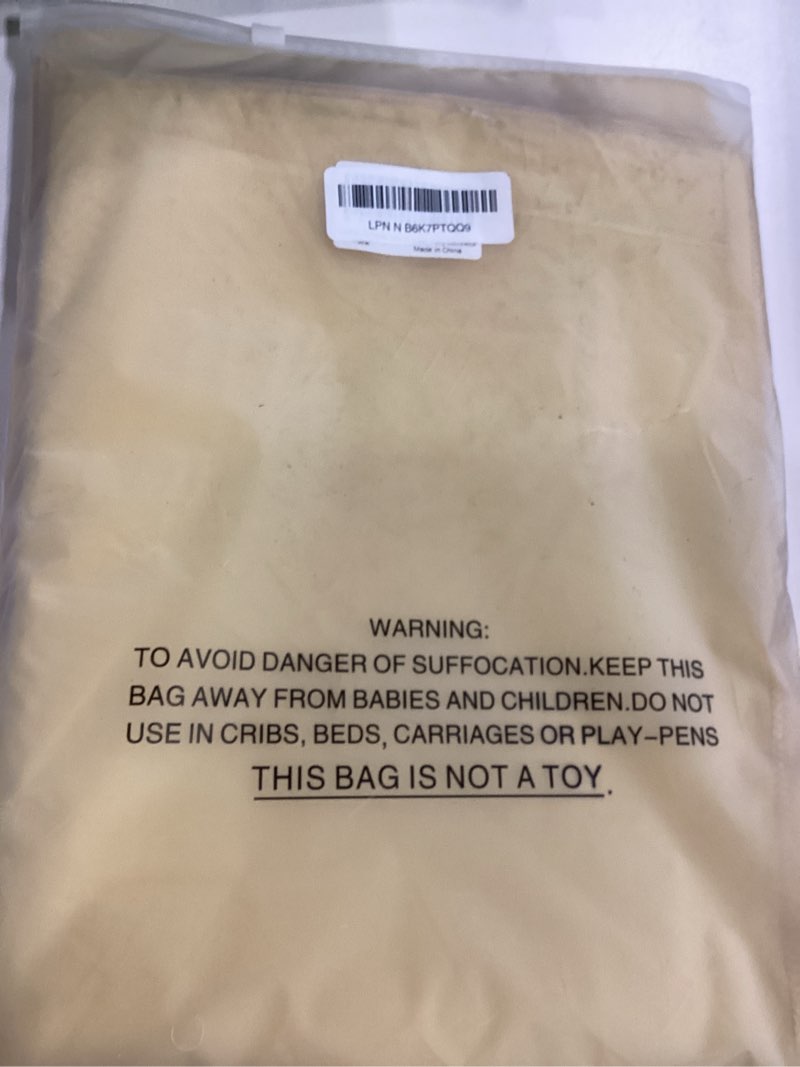 LPN N B6K7PTQQ9
Made in China
WARNING:
TO AVOID DANGER OF SUFFOCATION.KEEP THIS
BAG AWAY FROM BABIES AND CHILDREN.DO NOT
USE IN CRIBS, BEDS, CARRIAGES OR PLAY-PENS
THIS BAG IS NOT A TOY.